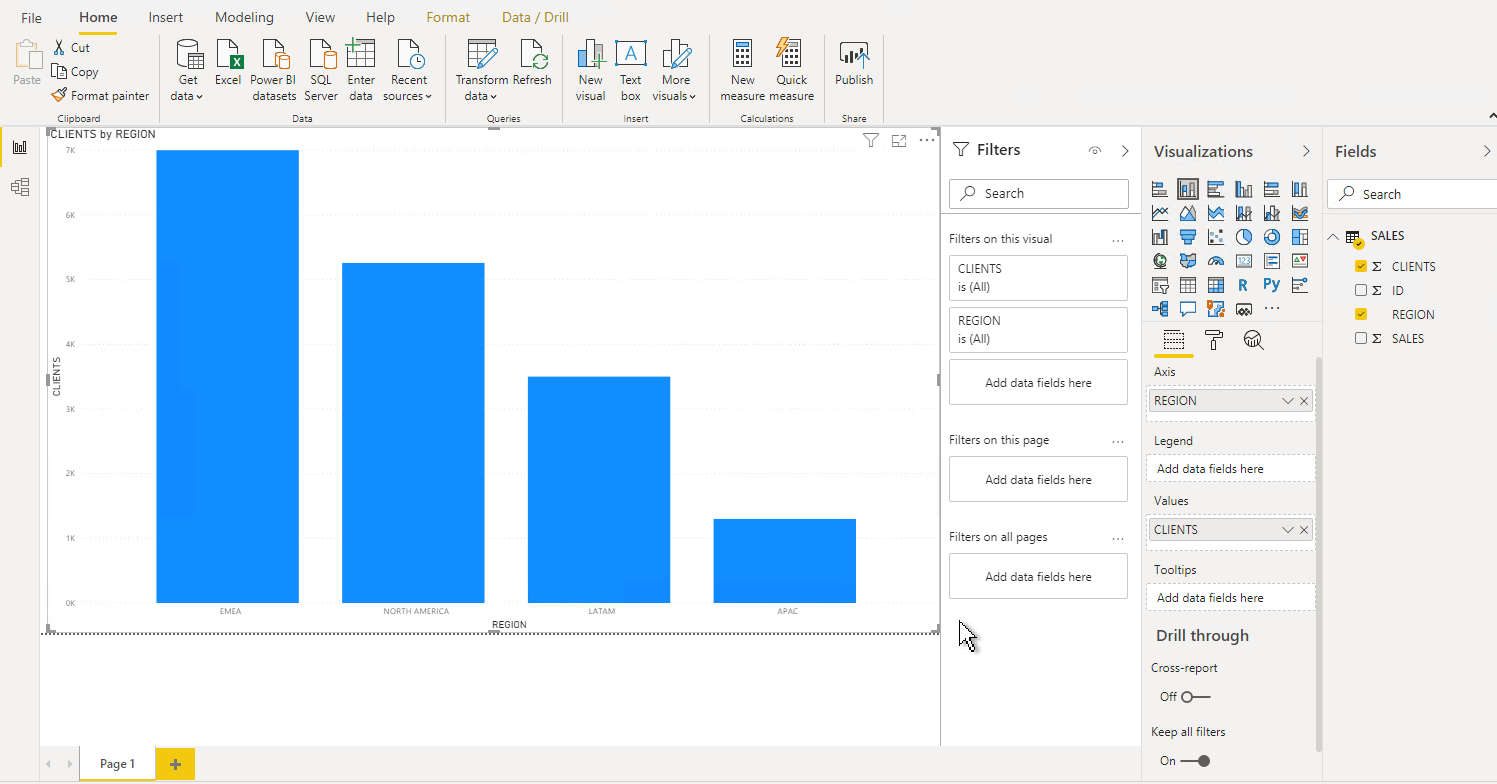 File Home Insert Modeling View Help Format Data / Drill
Paste
Cut
Copy
Format painter
Clipboard
Get data
Excel
Power BI datasets
SQL Server
Enter data
Recent sources
Data
Transform data
Refresh
Queries
New visual
Text box
A
More visuals
Insert
New measure
Quick measure
Calculations
Publish
Share
CLIENTS by REGION
7K
6K
5K
4K
3K
2K
1K
0K
CLIENTS
EMEA NORTH AMERICA LATAM APAC
REGION
Filters
Search
Filters on this visual
CLIENTS
is (All)
REGION
is (All)
Add data fields here
Filters on this page
Add data fields here
Filters on all pages
Add data fields here
Visualizations
123
R Py
Axis
REGION
Legend
Add data fields here
Values
CLIENTS
Tooltips
Add data fields here
Drill through
Cross-report
Off
Keep all filters
On
Fields
Search
SALES
Σ CLIENTS
Σ ID
REGION
Σ SALES
Page 1